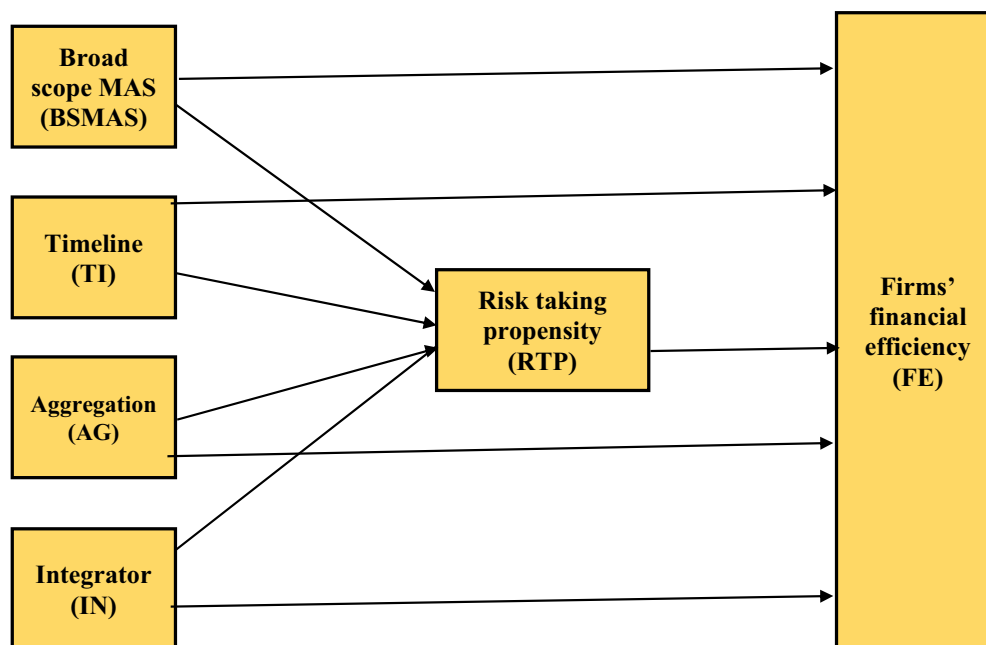 Broad
scope MAS
(BSMAS)
Timeline
(TI)
Aggregation
(AG)
Integrator
(IN)
Risk taking
propensity
(RTP)
Firms’
financial
efficiency
(FE)